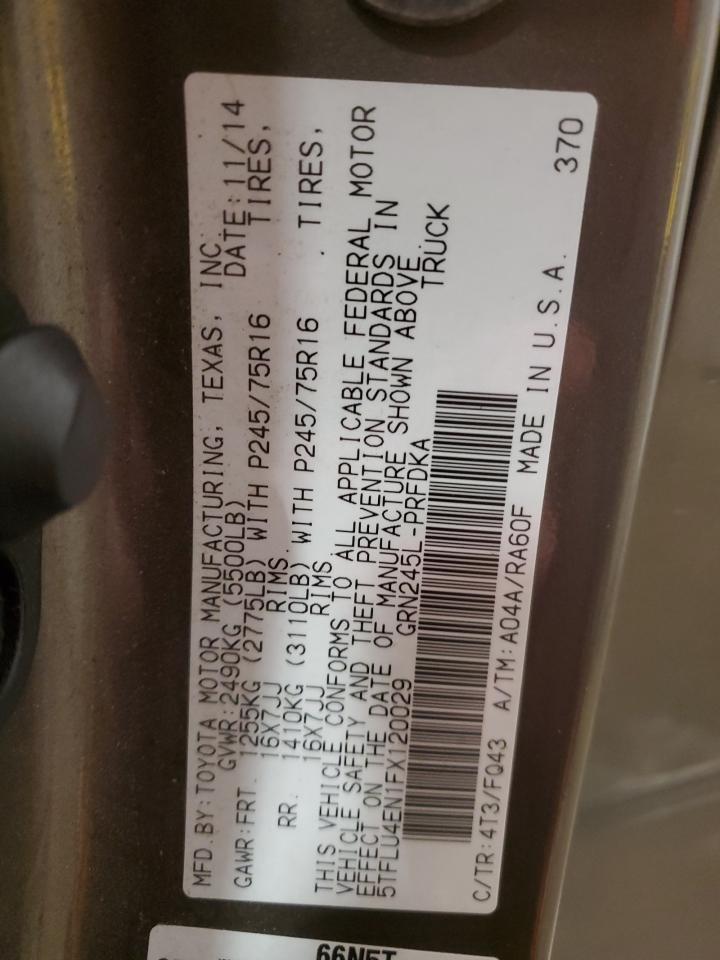 MFD.BY:TOYOTA MOTOR MANUFACTURING, TEXAS, INC.
GVWR:2490KG (5500LB) DATE:11/14
GAWR:FRT. 1255KG (2775LB) WITH P245/75R16 TIRES,
16X7JJ RIMS.
RR. 1410KG (3110LB) WITH P245/75R16 TIRES,
16X7JJ RIMS.
THIS VEHICLE CONFORMS TO ALL APPLICABLE FEDERAL MOTOR
VEHICLE SAFETY AND THEFT PREVENTION STANDARDS IN
EFFECT ON THE DATE OF MANUFACTURE SHOWN ABOVE.
5TFLU4EN1FX120029 GRN245L-PRFDKA TRUCK
C/TR:4T3/FQ43 A/TM:A04A/RA60F MADE IN U.S.A. 370